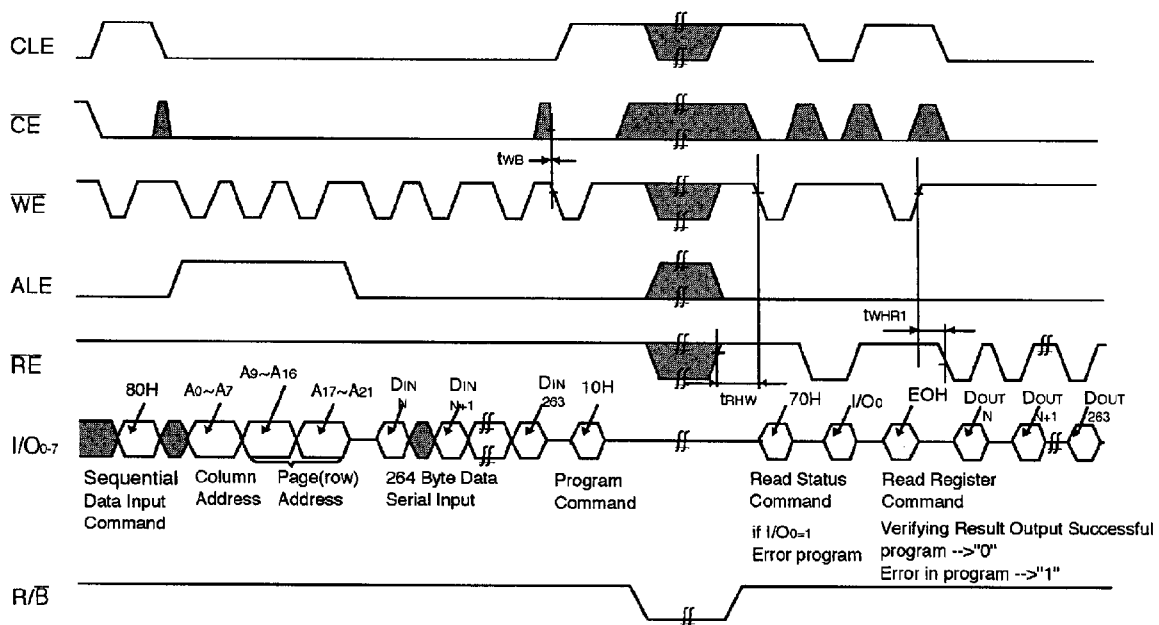 CLE
CE
tWB
WE
ALE
tWHR1
RE
tRHW
80H
A0~A7
A9~A16
A17~A21
DIN N
DIN N+1
DIN 263
10H
70H
I/O0
EOH
DOUT N
DOUT N+1
DOUT 263
I/O0-7
Sequential
Data Input
Command
Column
Address
Page(row)
Address
264 Byte Data
Serial Input
Program
Command
Read Status
Command
if I/O0=1
Error program
Read Register
Command
Verifying Result Output Successful
program -->"0"
Error in program -->"1"
R/B